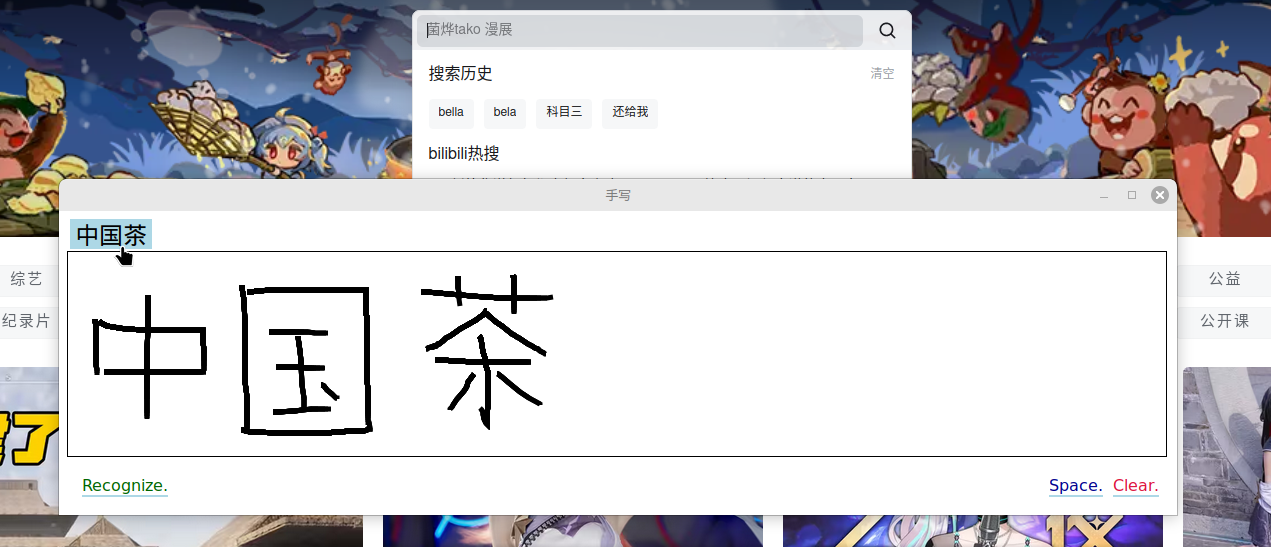 菌烨tako 漫展
搜索历史
清空
bella bela 科目三 还给我
bilibili热搜
手写
中国茶
综艺
公益
纪录片
公开课
中国茶
了
Recognize.
Space. Clear.